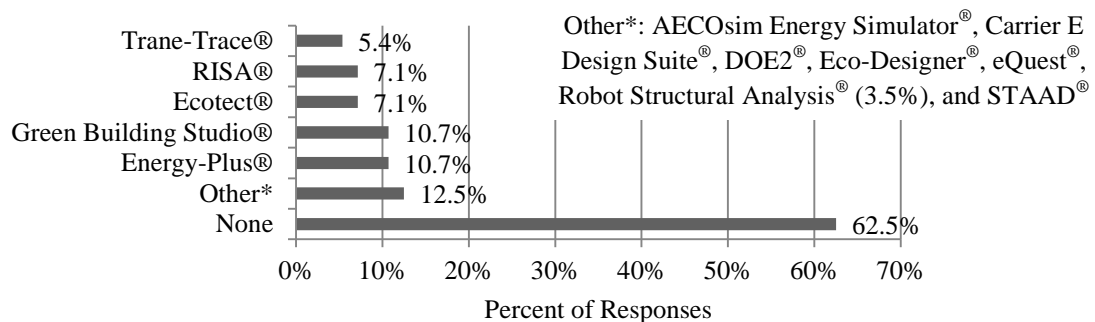 Other*: AECOsim Energy Simulator®, Carrier E
Design Suite®, DOE2®, Eco-Designer®, eQuest®,
Robot Structural Analysis® (3.5%), and STAAD®
Trane-Trace® 5.4%
RISA® 7.1%
Ecotect® 7.1%
Green Building Studio® 10.7%
Energy-Plus® 10.7%
Other* 12.5%
None 62.5%
0% 10% 20% 30% 40% 50% 60% 70%
Percent of Responses